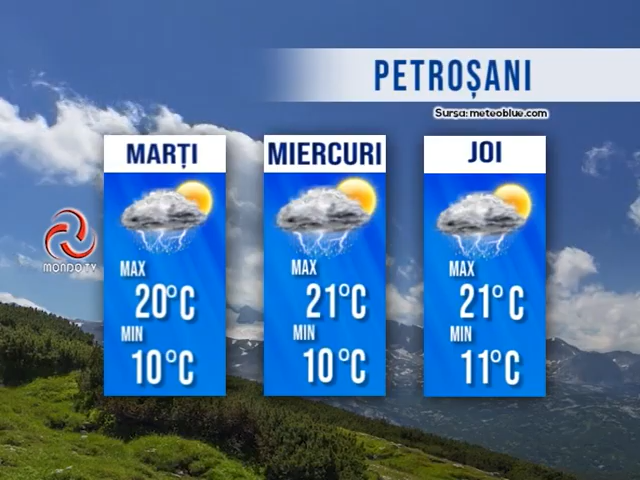 PETROȘANI
Sursa: meteoblue.com
MARȚI
MAX
20°C
MIN
10°C
MIERCURI
MAX
21°C
MIN
10°C
JOI
MAX
21°C
MIN
11°C
MONDO TV